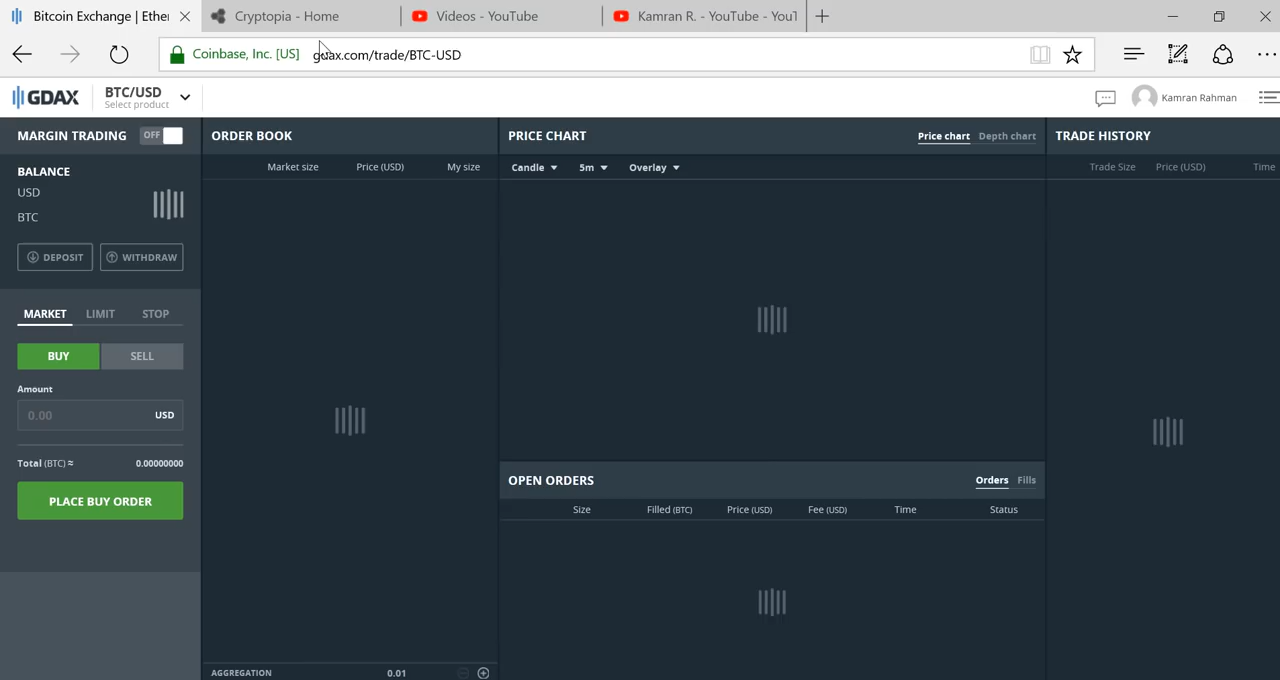 Bitcoin Exchange | Ether
Cryptopia - Home
Videos - YouTube
Kamran R. - YouTube - YouT
Coinbase, Inc. [US]
gdax.com/trade/BTC-USD
GDAX
BTC/USD
Select product
Kamran Rahman
MARGIN TRADING
OFF
BALANCE
USD
BTC
DEPOSIT
WITHDRAW
MARKET
LIMIT
STOP
BUY
SELL
Amount
0.00
USD
Total (BTC) ≈
0.00000000
PLACE BUY ORDER
ORDER BOOK
Market size
Price (USD)
My size
AGGREGATION
0.01
PRICE CHART
Price chart
Depth chart
Candle
5m
Overlay
OPEN ORDERS
Orders
Fills
Size
Filled (BTC)
Price (USD)
Fee (USD)
Time
Status
TRADE HISTORY
Trade Size
Price (USD)
Time